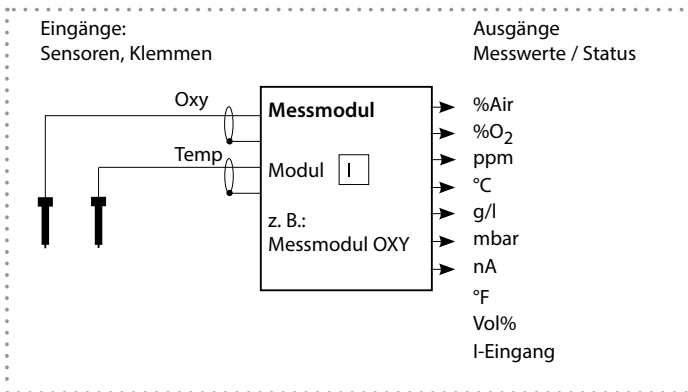 Eingänge:
Sensoren, Klemmen
Ausgänge
Messwerte / Status
Oxy
Temp
Messmodul
Modul I
z. B.:
Messmodul OXY
%Air
%O₂
ppm
°C
g/l
mbar
nA
°F
Vol%
I-Eingang